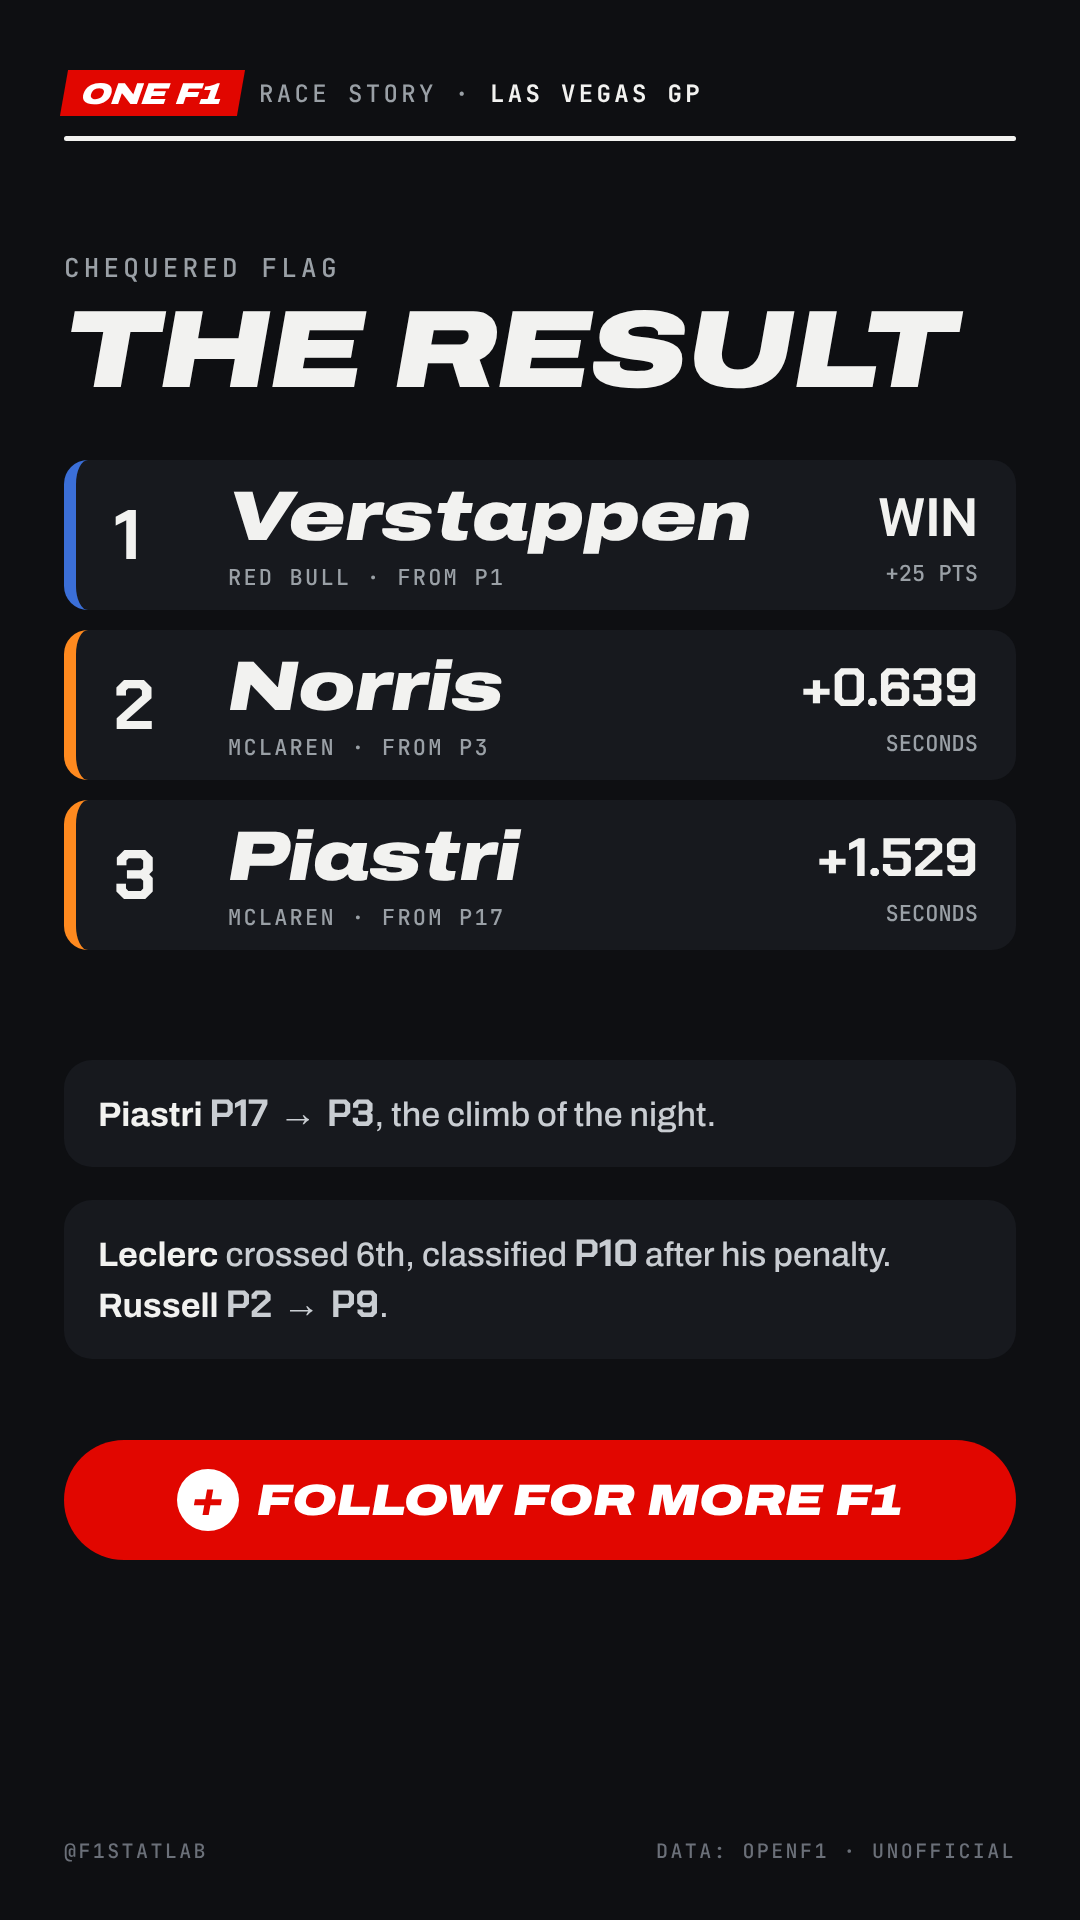 ONE F1 RACE STORY · LAS VEGAS GP
CHEQUERED FLAG
THE RESULT
1 Verstappen WIN
RED BULL · FROM P1 +25 PTS
2 Norris +0.639
MCLAREN · FROM P3 SECONDS
3 Piastri +1.529
MCLAREN · FROM P17 SECONDS
Piastri P17 → P3, the climb of the night.
Leclerc crossed 6th, classified P10 after his penalty.
Russell P2 → P9.
+ FOLLOW FOR MORE F1
@F1STATLAB DATA: OPENF1 · UNOFFICIAL